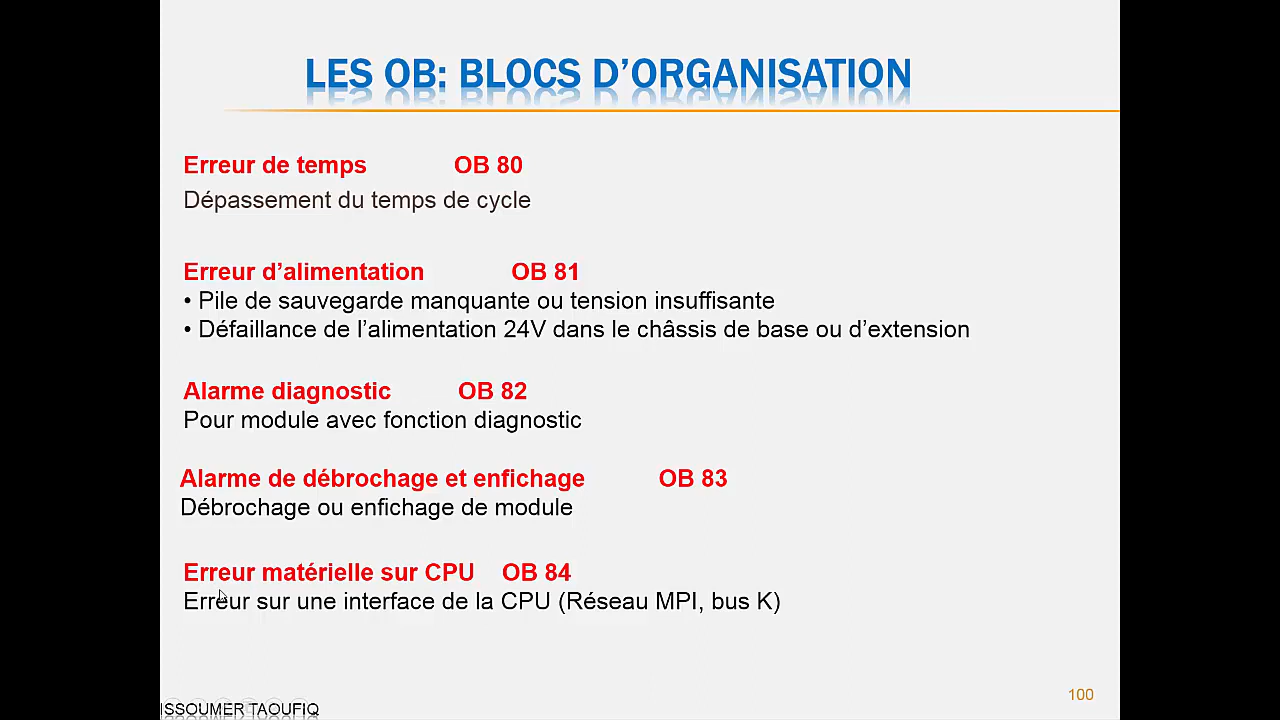 LES OB: BLOCS D’ORGANISATION
Erreur de temps OB 80
Dépassement du temps de cycle
Erreur d’alimentation OB 81
• Pile de sauvegarde manquante ou tension insuffisante
• Défaillance de l’alimentation 24V dans le châssis de base ou d’extension
Alarme diagnostic OB 82
Pour module avec fonction diagnostic
Alarme de débrochage et enfichage OB 83
Débrochage ou enfichage de module
Erreur matérielle sur CPU OB 84
Erreur sur une interface de la CPU (Réseau MPI, bus K)
100
ISSOUMER TAOUFIQ